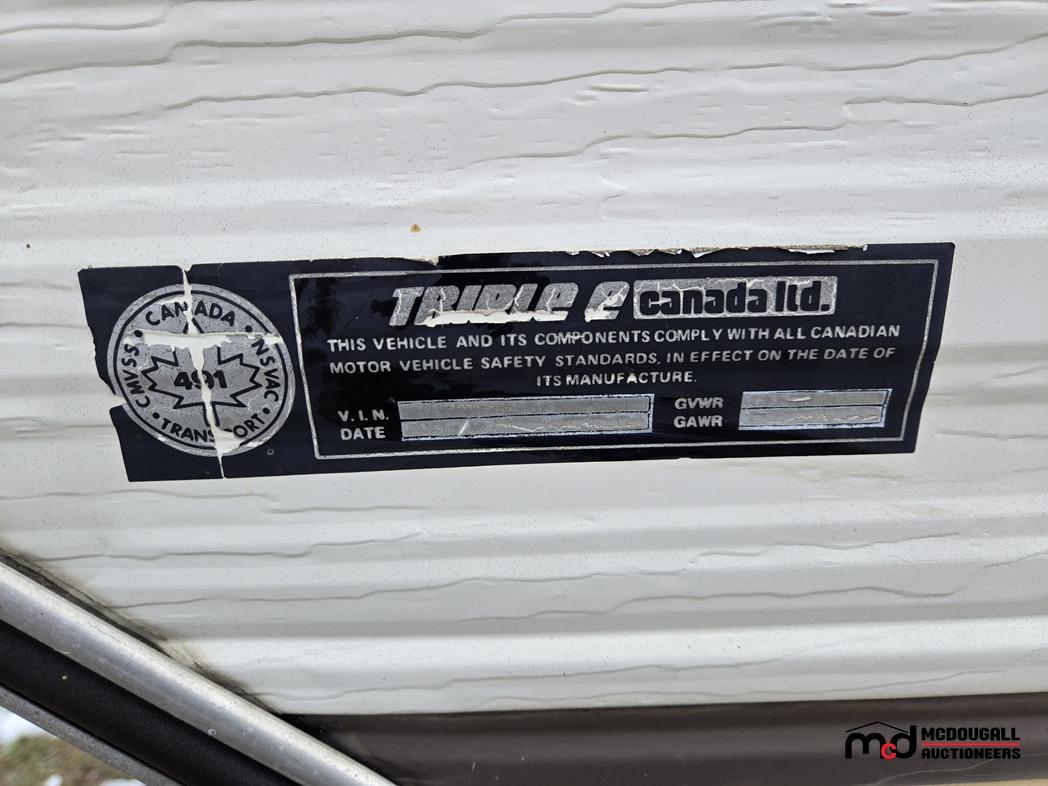 CANADA
CMVSS · NSVAC
491
TRANSPORT
TRIPLE E canada ltd.
THIS VEHICLE AND ITS COMPONENTS COMPLY WITH ALL CANADIAN
MOTOR VEHICLE SAFETY STANDARDS, IN EFFECT ON THE DATE OF
ITS MANUFACTURE.
V.I.N.
DATE
GVWR
GAWR
mcd MCDOUGALL
AUCTIONEERS